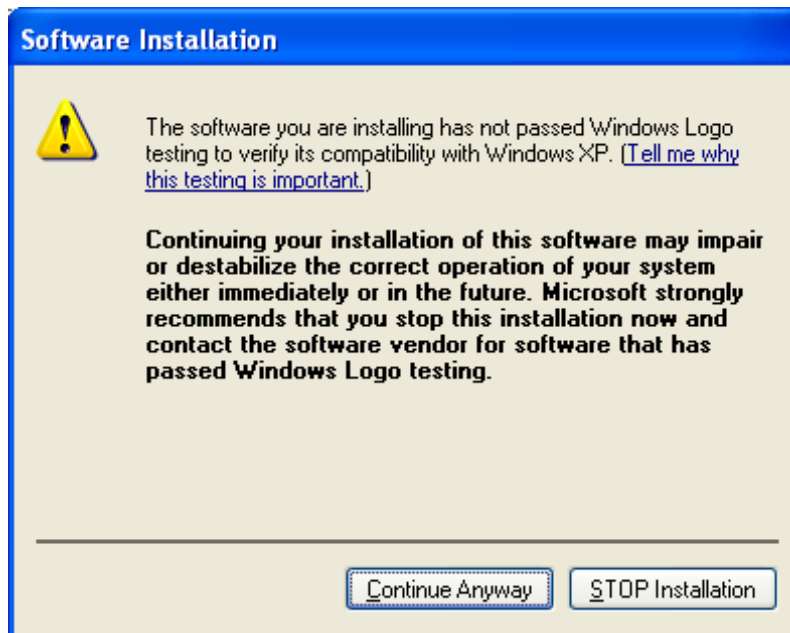 Software Installation
The software you are installing has not passed Windows Logo
testing to verify its compatibility with Windows XP. (Tell me why
this testing is important.)
Continuing your installation of this software may impair
or destabilize the correct operation of your system
either immediately or in the future. Microsoft strongly
recommends that you stop this installation now and
contact the software vendor for software that has
passed Windows Logo testing.
Continue Anyway
STOP Installation